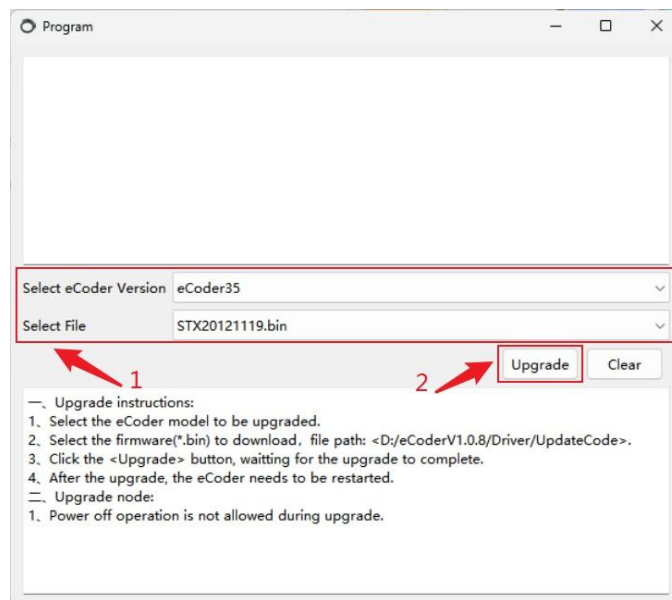 Program
Select eCoder Version eCoder35
Select File STX20121119.bin
1
2
Upgrade Clear
一、Upgrade instructions:
1、Select the eCoder model to be upgraded.
2、Select the firmware(*.bin) to download，file path: <D:/eCoderV1.0.8/Driver/UpdateCode>.
3、Click the <Upgrade> button, waitting for the upgrade to complete.
4、After the upgrade, the eCoder needs to be restarted.
二、Upgrade node:
1、Power off operation is not allowed during upgrade.